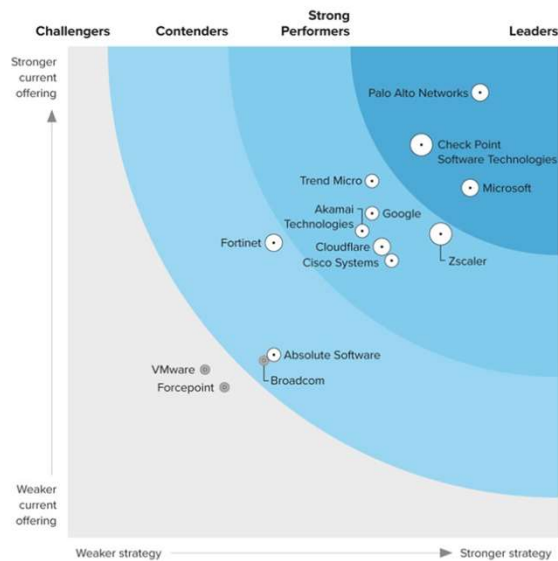 Challengers
Contenders
Strong
Performers
Leaders
Stronger
current
offering
Palo Alto Networks
Check Point
Software Technologies
Trend Micro
Microsoft
Akamai
Technologies
Google
Fortinet
Cloudflare
Cisco Systems
Zscaler
Absolute Software
VMware
Broadcom
Forcepoint
Weaker
current
offering
Weaker strategy
Stronger strategy